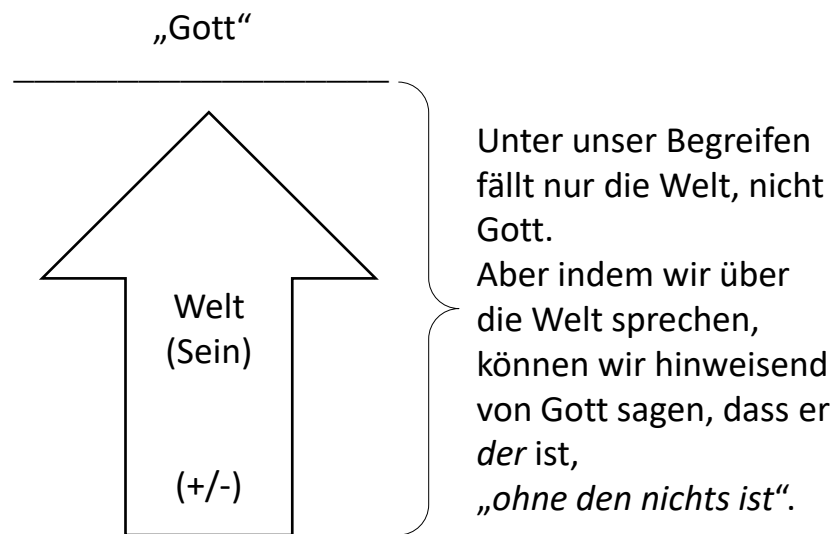 „Gott“
Welt
(Sein)
(+/-)
Unter unser Begreifen
fällt nur die Welt, nicht
Gott.
Aber indem wir über
die Welt sprechen,
können wir hinweisend
von Gott sagen, dass er
der ist,
„ohne den nichts ist“.